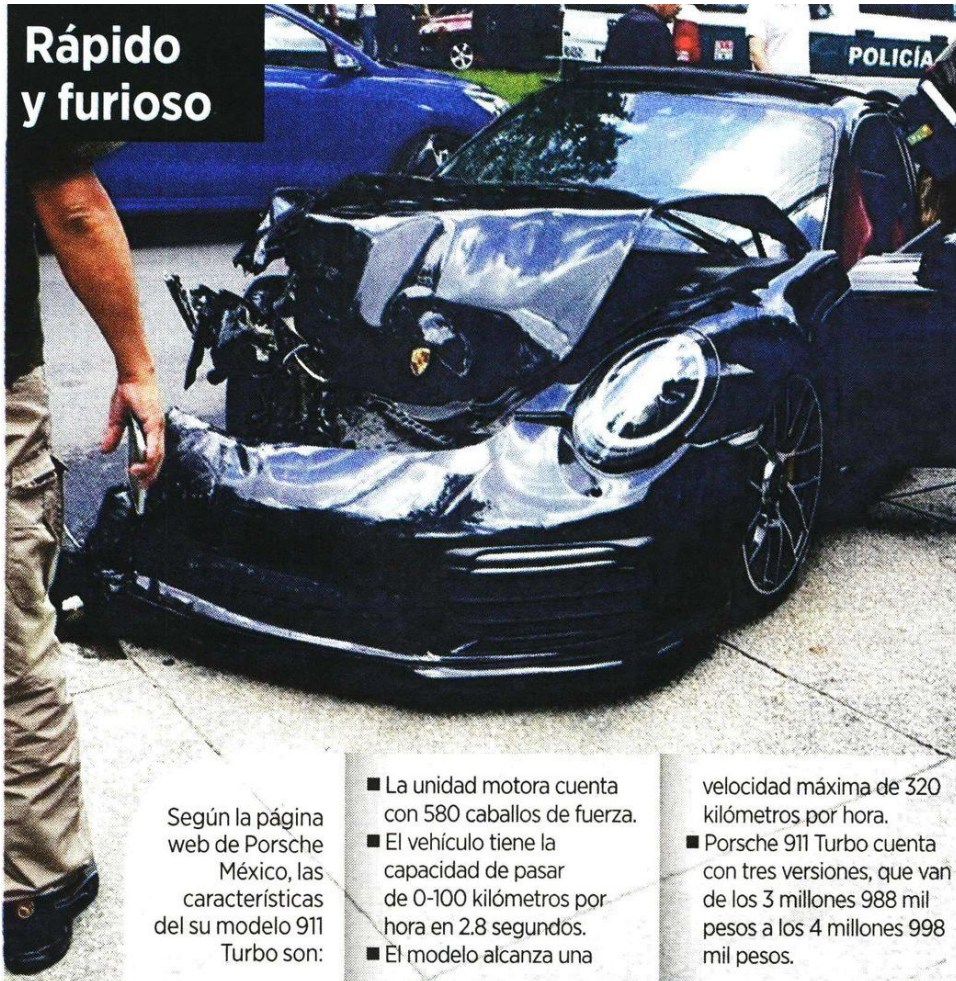 Rápido
y furioso
POLICÍA
Según la página
web de Porsche
México, las
características
del su modelo 911
Turbo son:
■ La unidad motora cuenta
con 580 caballos de fuerza.
■ El vehículo tiene la
capacidad de pasar
de 0-100 kilómetros por
hora en 2.8 segundos.
■ El modelo alcanza una
velocidad máxima de 320
kilómetros por hora.
■ Porsche 911 Turbo cuenta
con tres versiones, que van
de los 3 millones 988 mil
pesos a los 4 millones 998
mil pesos.